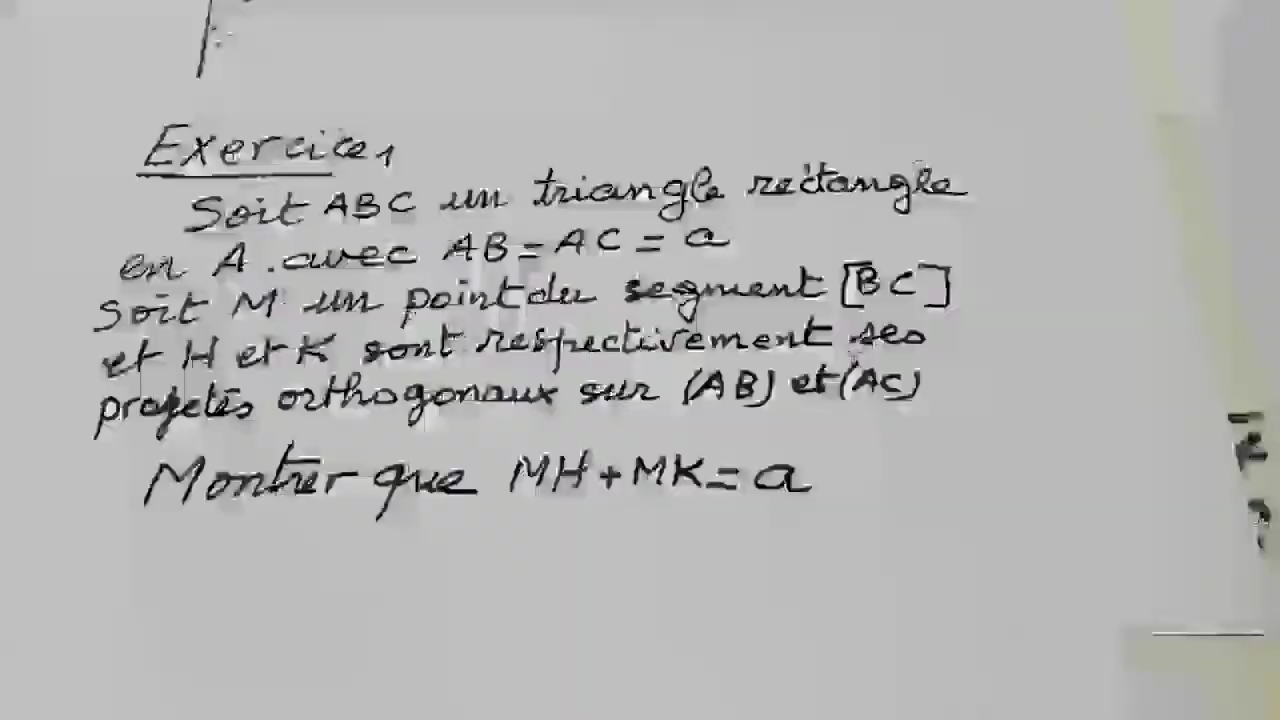 Exercice 1
Soit ABC un triangle rectangle
en A. avec AB = AC = a
soit M un point du segment [BC]
et H et K sont respectivement ses
projetés orthogonaux sur (AB) et (AC)
Montrer que MH + MK = a